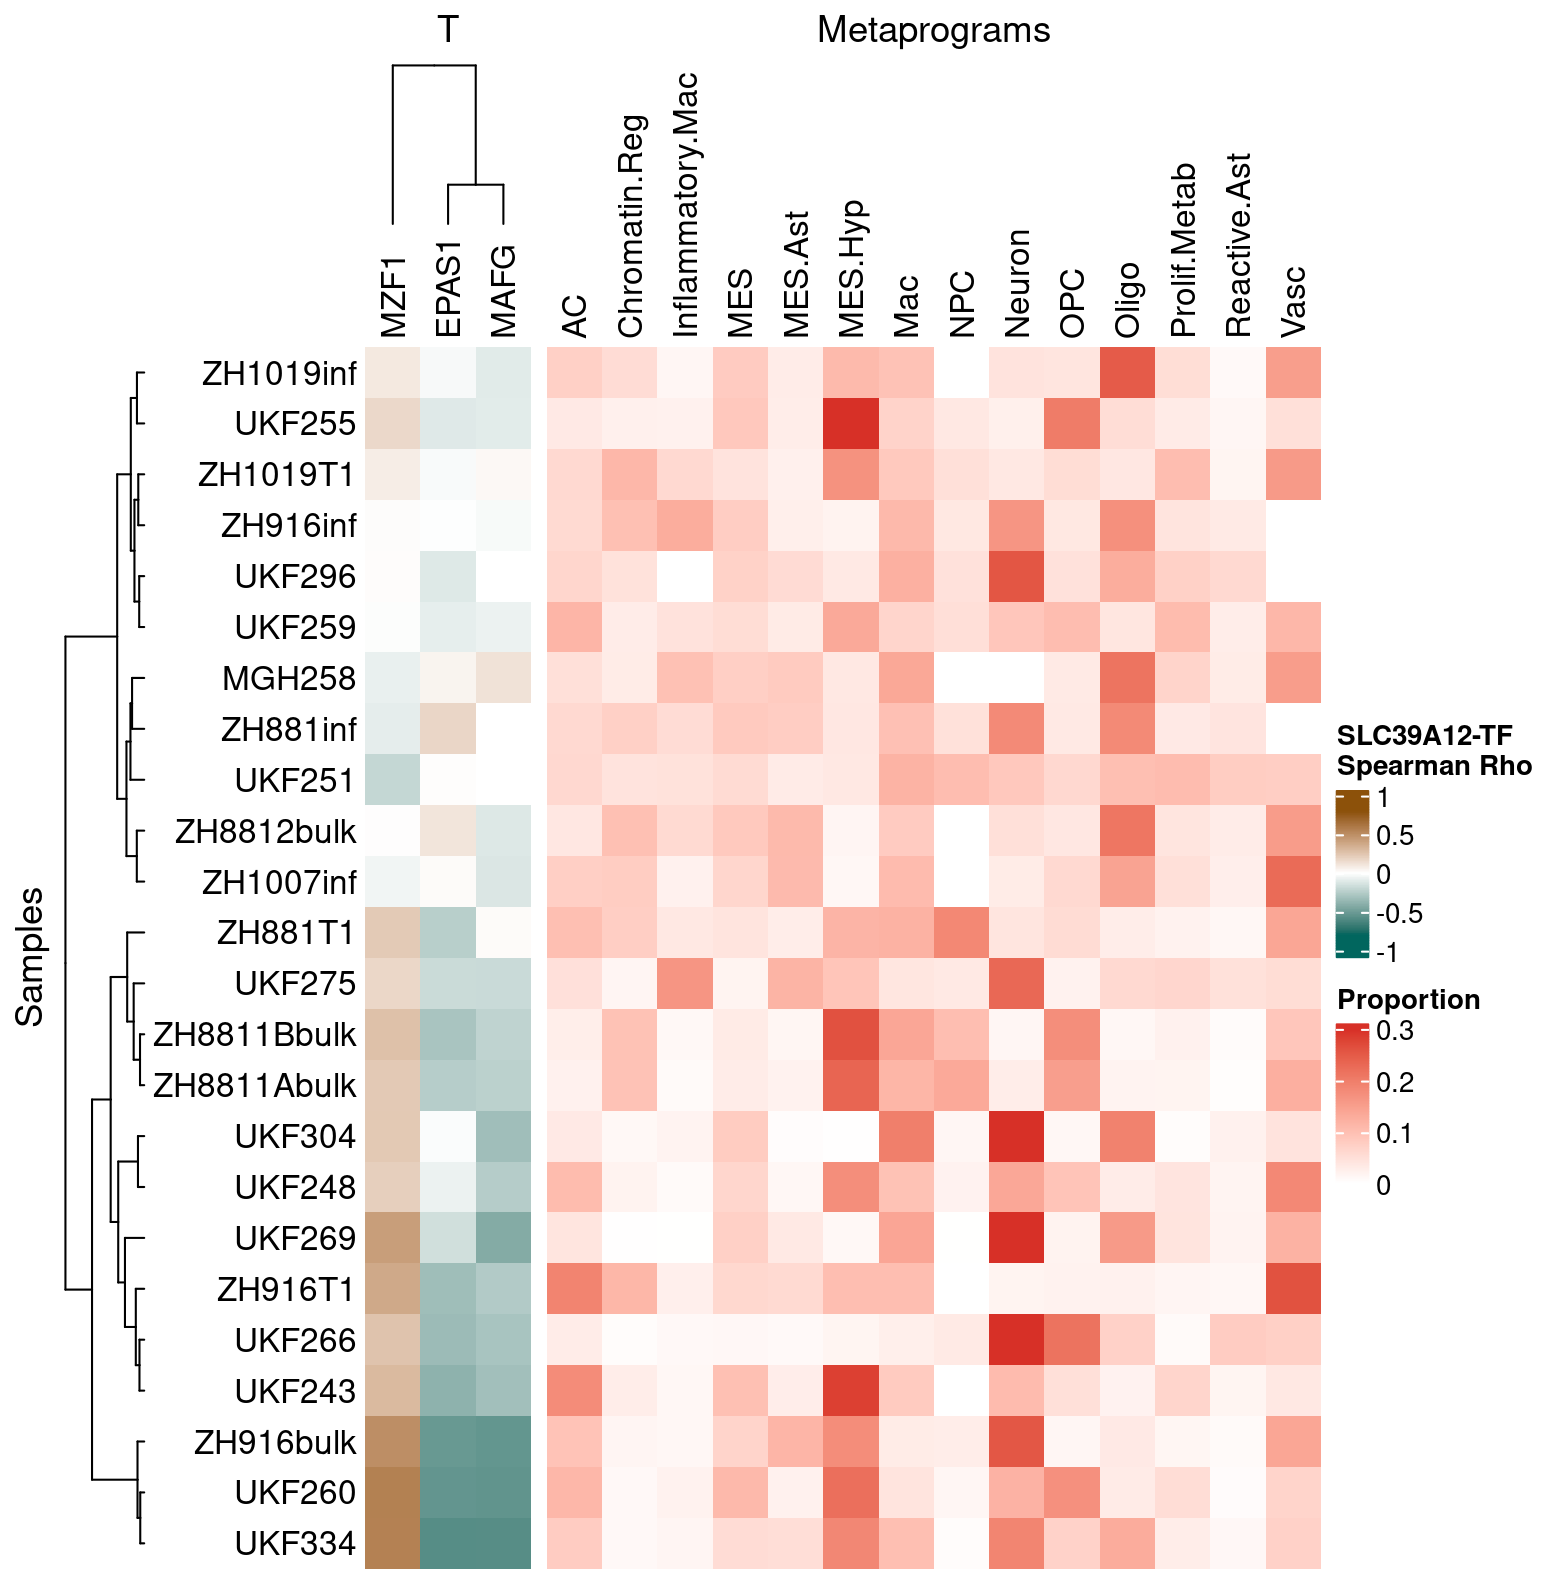 T
Metaprograms
MZF1
EPAS1
MAFG
AC
Chromatin.Reg
Inflammatory.Mac
MES
MES.Ast
MES.Hyp
Mac
NPC
Neuron
OPC
Oligo
Prolif.Metab
Reactive.Ast
Vasc
Samples
ZH1019inf
UKF255
ZH1019T1
ZH916inf
UKF296
UKF259
MGH258
ZH881inf
UKF251
ZH8812bulk
ZH1007inf
ZH881T1
UKF275
ZH8811Bbulk
ZH8811Abulk
UKF304
UKF248
UKF269
ZH916T1
UKF266
UKF243
ZH916bulk
UKF260
UKF334
SLC39A12-TF
Spearman Rho
1
0.5
0
-0.5
-1
Proportion
0.3
0.2
0.1
0